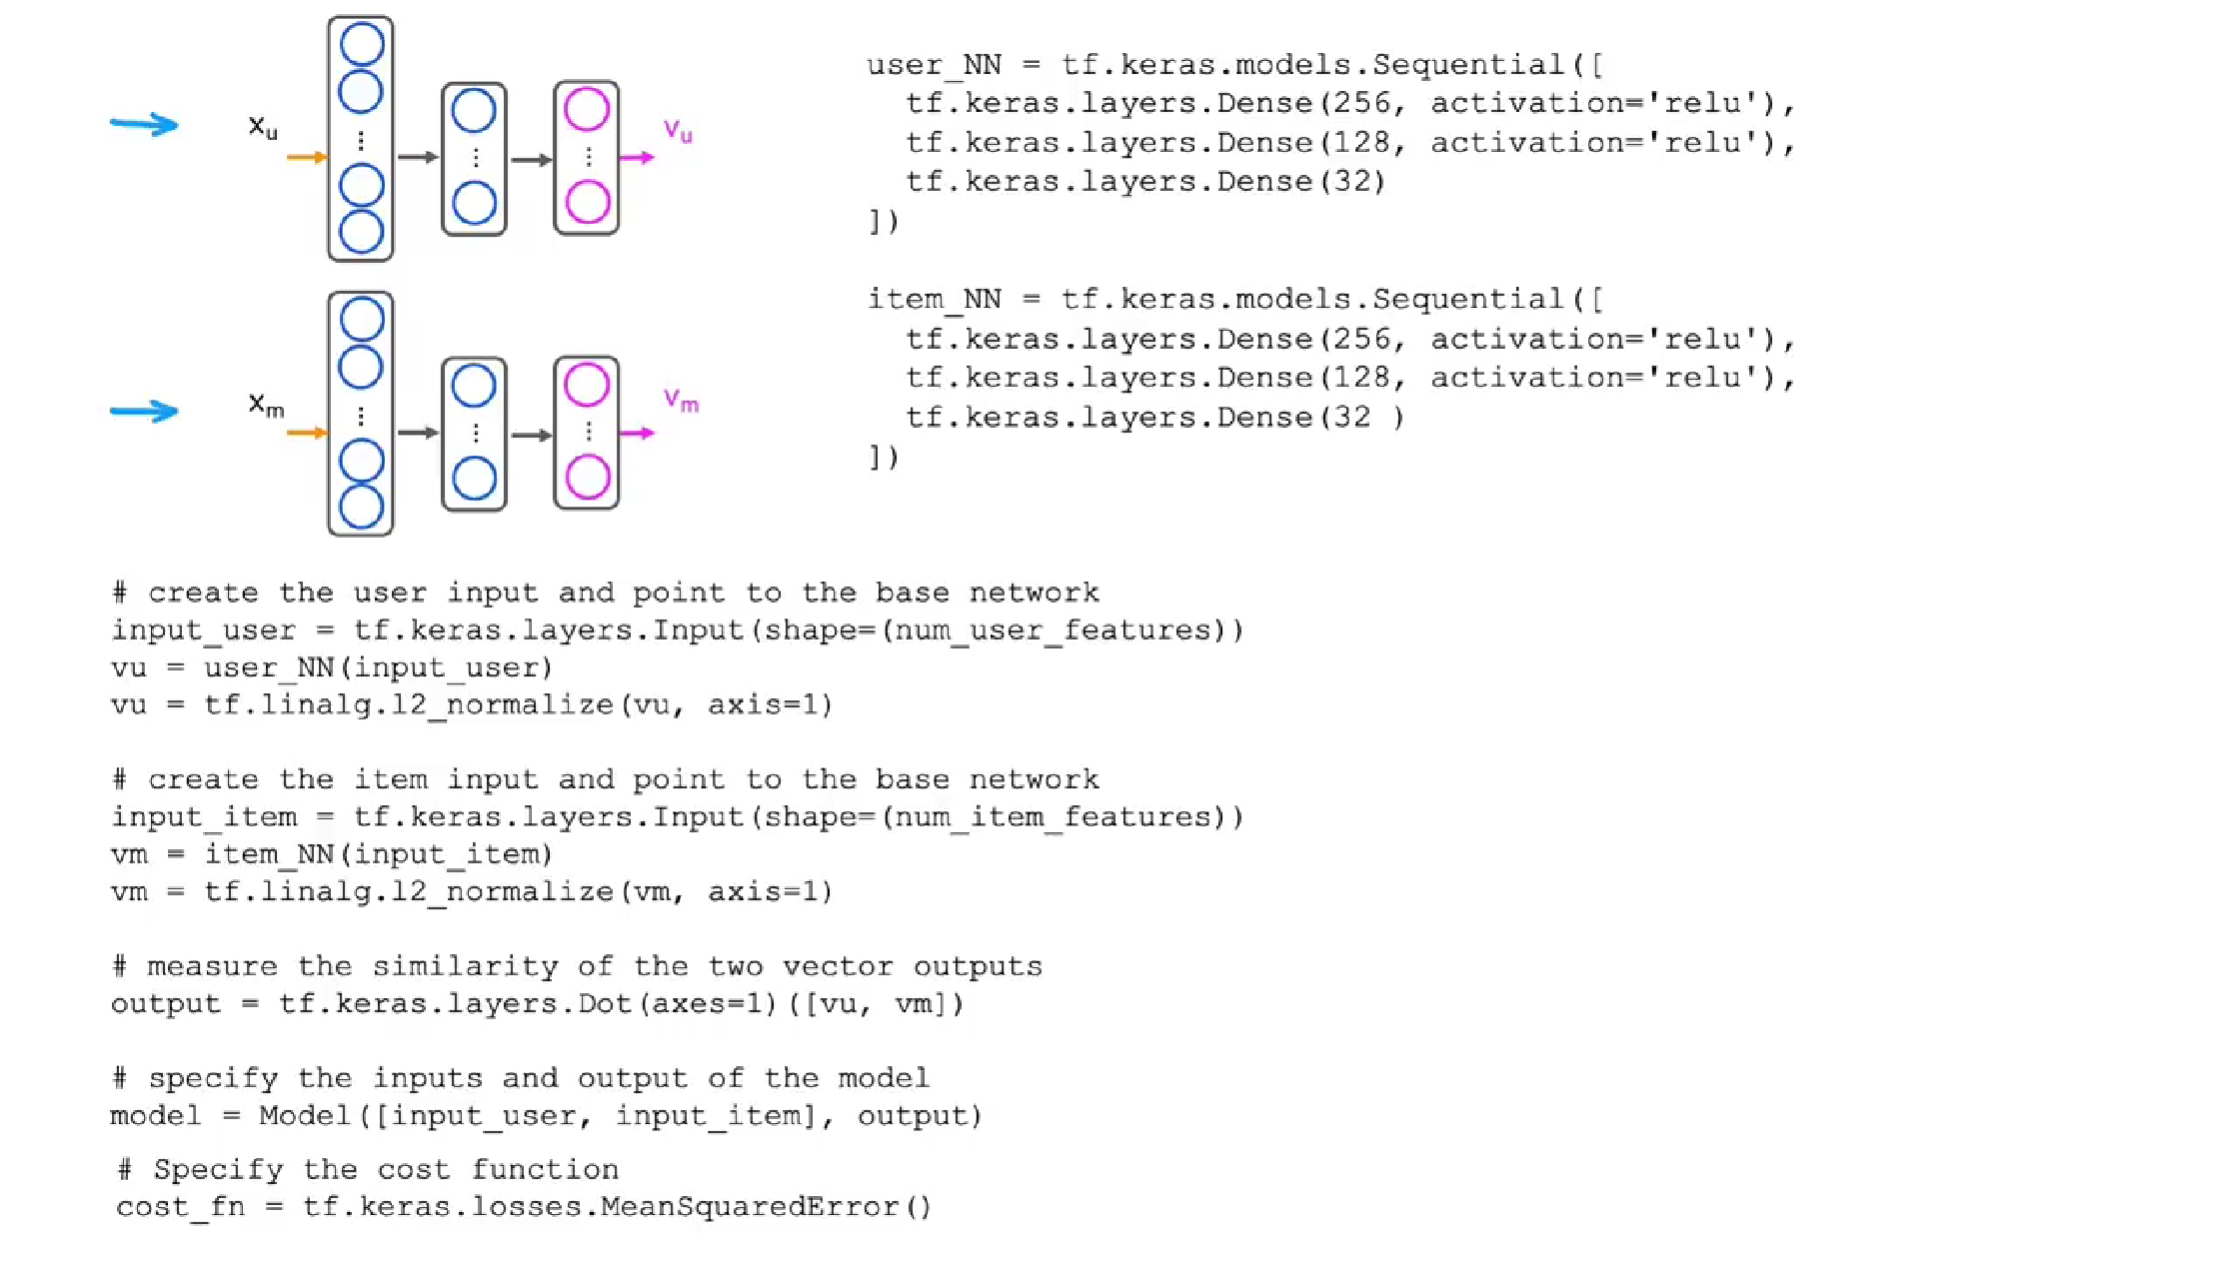 x_u
v_u
user_NN = tf.keras.models.Sequential([
  tf.keras.layers.Dense(256, activation='relu'),
  tf.keras.layers.Dense(128, activation='relu'),
  tf.keras.layers.Dense(32)
])
x_m
v_m
item_NN = tf.keras.models.Sequential([
  tf.keras.layers.Dense(256, activation='relu'),
  tf.keras.layers.Dense(128, activation='relu'),
  tf.keras.layers.Dense(32 )
])
# create the user input and point to the base network
input_user = tf.keras.layers.Input(shape=(num_user_features))
vu = user_NN(input_user)
vu = tf.linalg.l2_normalize(vu, axis=1)
# create the item input and point to the base network
input_item = tf.keras.layers.Input(shape=(num_item_features))
vm = item_NN(input_item)
vm = tf.linalg.l2_normalize(vm, axis=1)
# measure the similarity of the two vector outputs
output = tf.keras.layers.Dot(axes=1)([vu, vm])
# specify the inputs and output of the model
model = Model([input_user, input_item], output)
# Specify the cost function
cost_fn = tf.keras.losses.MeanSquaredError()